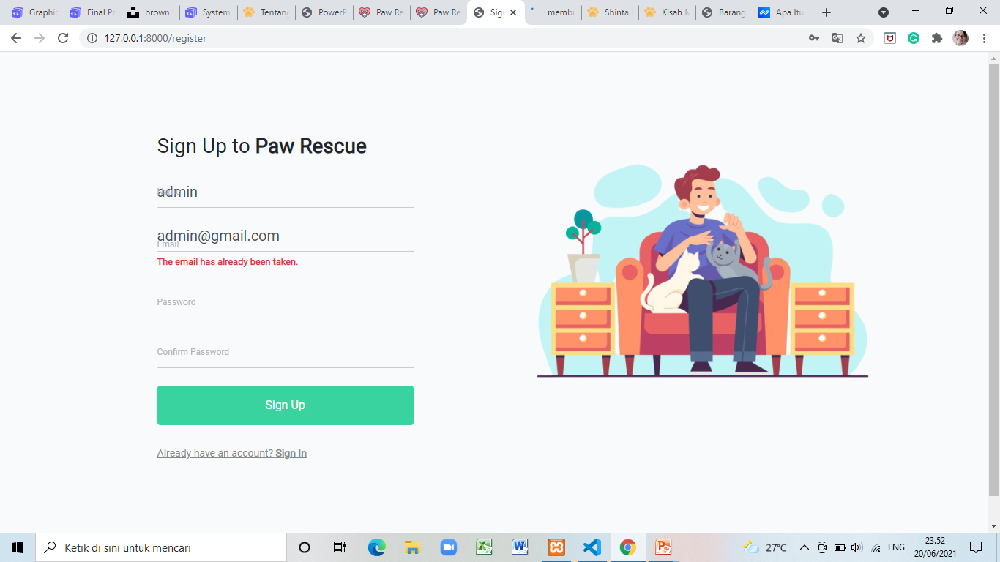 Graphic
Final Pr
brown
System
Tentang
PowerP
Paw Re
Paw Re
Sig
membu
Shinta
Kisah
Barang
Apa Itu
127.0.0.1:8000/register
Sign Up to Paw Rescue
Name
admin
admin@gmail.com
Email
The email has already been taken.
Password
Confirm Password
Sign Up
Already have an account? Sign In
Ketik di sini untuk mencari
27°C
ENG
23.52
20/06/2021